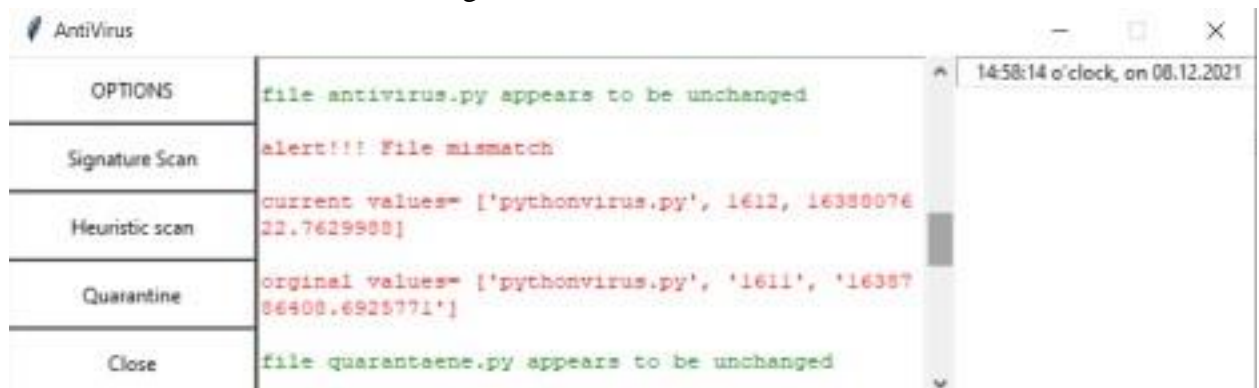 AntiVirus
OPTIONS
Signature Scan
Heuristic scan
Quarantine
Close
file antivirus.py appears to be unchanged
alert!!! File mismatch
current values= ['pythonvirus.py', 1612, 16388076
22.7629988]
orginal values= ['pythonvirus.py', '1611', '16387
86408.6925771']
file quarantaene.py appears to be unchanged
14:58:14 o'clock, on 08.12.2021